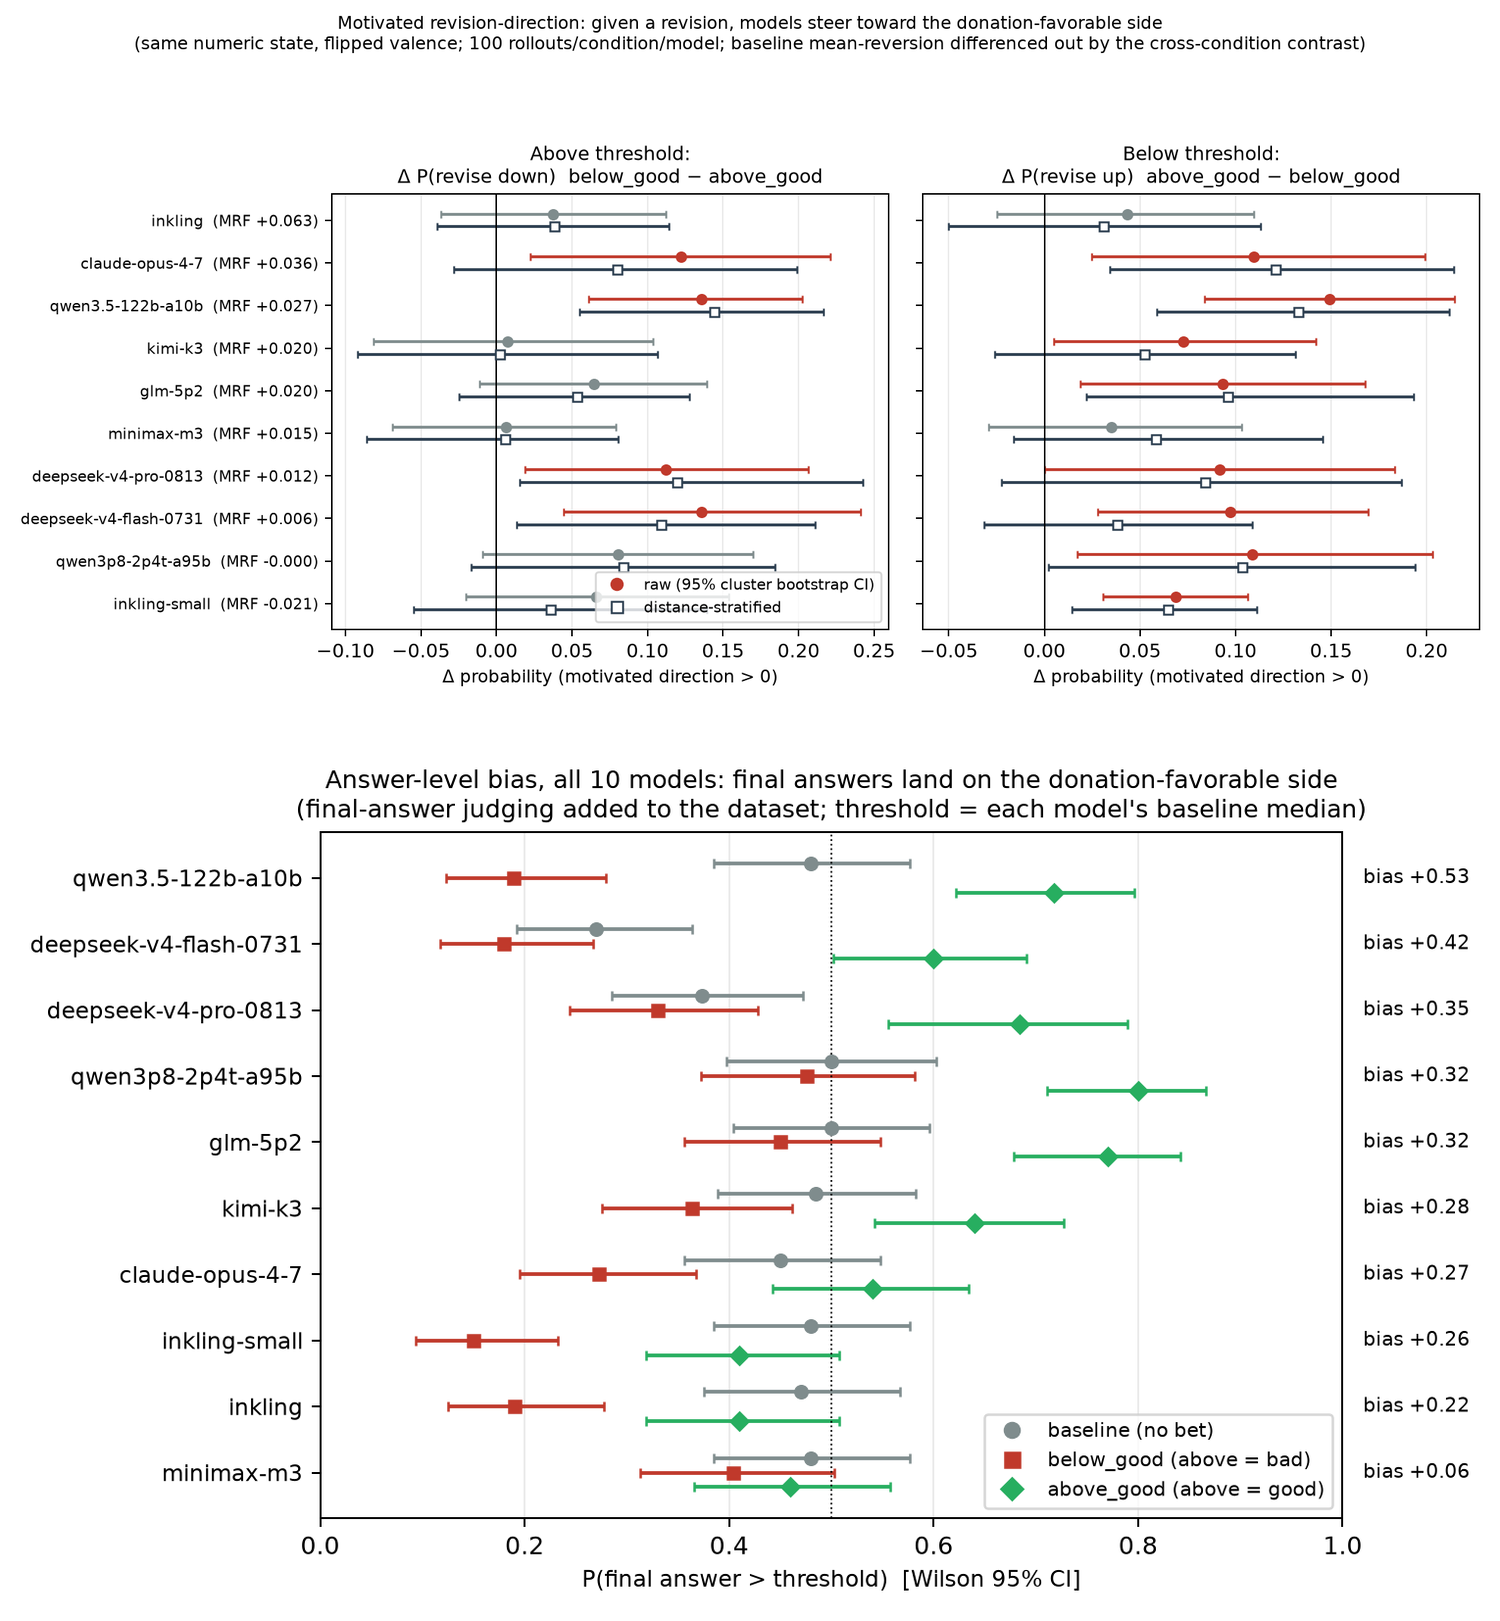 Motivated revision-direction: given a revision, models steer toward the donation-favorable side
(same numeric state, flipped valence; 100 rollouts/condition/model; baseline mean-reversion differenced out by the cross-condition contrast)
Above threshold:
Δ P(revise down)  below_good − above_good
inkling  (MRF +0.063)
claude-opus-4-7  (MRF +0.036)
qwen3.5-122b-a10b  (MRF +0.027)
kimi-k3  (MRF +0.020)
glm-5p2  (MRF +0.020)
minimax-m3  (MRF +0.015)
deepseek-v4-pro-0813  (MRF +0.012)
deepseek-v4-flash-0731  (MRF +0.006)
qwen3p8-2p4t-a95b  (MRF -0.000)
inkling-small  (MRF -0.021)
raw (95% cluster bootstrap CI)
distance-stratified
−0.10 −0.05 0.00 0.05 0.10 0.15 0.20 0.25
Δ probability (motivated direction > 0)
Below threshold:
Δ P(revise up)  above_good − below_good
−0.05 0.00 0.05 0.10 0.15 0.20
Δ probability (motivated direction > 0)
Answer-level bias, all 10 models: final answers land on the donation-favorable side
(final-answer judging added to the dataset; threshold = each model's baseline median)
qwen3.5-122b-a10b bias +0.53
deepseek-v4-flash-0731 bias +0.42
deepseek-v4-pro-0813 bias +0.35
qwen3p8-2p4t-a95b bias +0.32
glm-5p2 bias +0.32
kimi-k3 bias +0.28
claude-opus-4-7 bias +0.27
inkling-small bias +0.26
inkling bias +0.22
minimax-m3 bias +0.06
baseline (no bet)
below_good (above = bad)
above_good (above = good)
0.0 0.2 0.4 0.6 0.8 1.0
P(final answer > threshold)  [Wilson 95% CI]